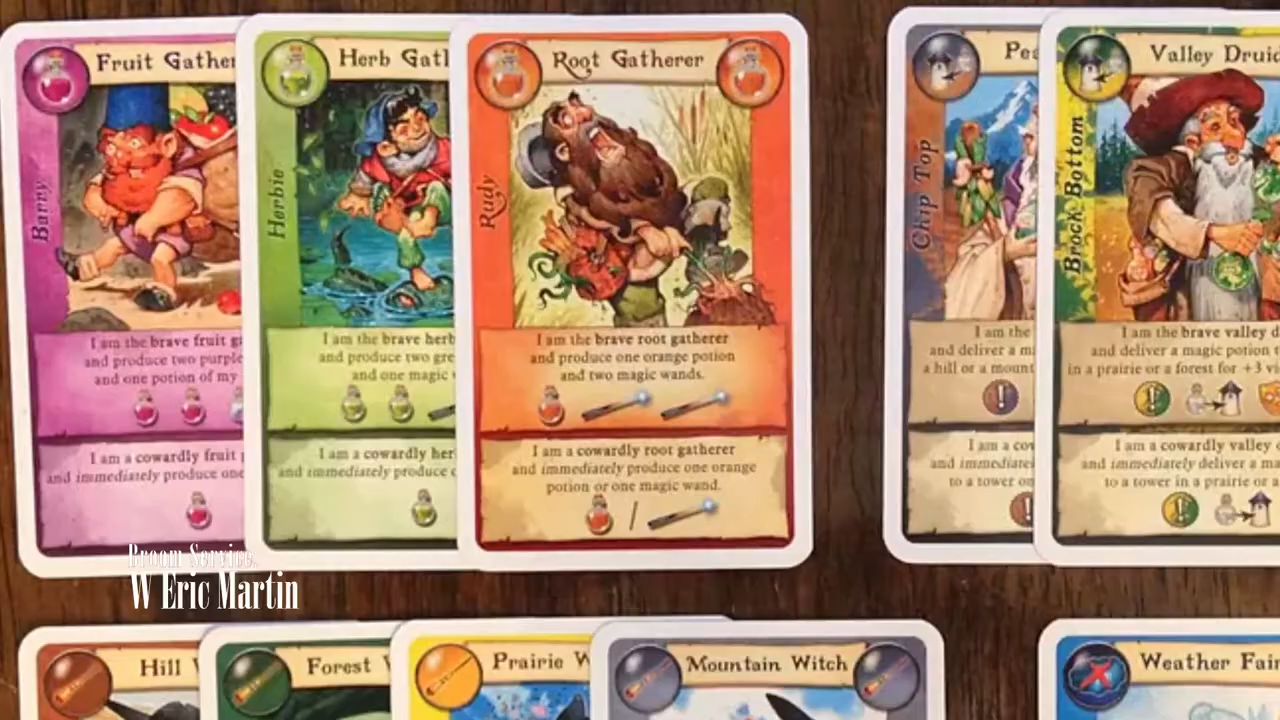 Fruit Gather
Barry
I am the brave fruit g
and produce two purple
and one potion of my
I am a cowardly fruit
and immediately produce one
Herb Gatl
Herbie
I am the brave herb
and produce two gre
and one magic
I am a cowardly her
and immediately produce
Root Gatherer
Rudy
I am the brave root gatherer
and produce one orange potion
and two magic wands.
I am a cowardly root gatherer
and immediately produce one orange
potion or one magic wand.
/
Pea
Chip Top
I am the
and deliver a m
a hill or a mount
I am a cow
and immediatel
to a tower on
Valley Druid
Brock Bottom
I am the brave valley d
and deliver a magic potion t
in a prairie or a forest for +3 vi
I am a cowardly valley
and immediately deliver a ma
to a tower in a prairie or a
Broom Service.
W Eric Martin
Hill W
Forest W
Prairie W
Mountain Witch
Weather Fair